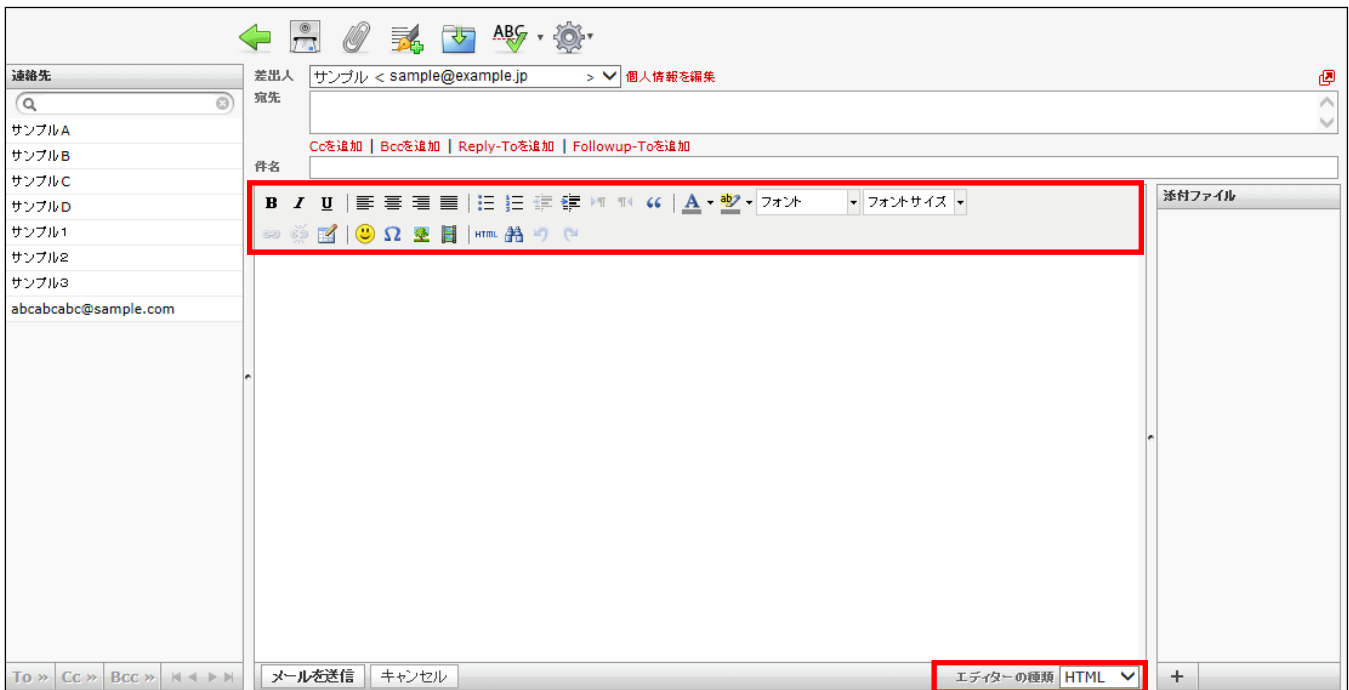 ABC
連絡先
サンプルA
サンプルB
サンプルC
サンプルD
サンプル1
サンプル2
サンプル3
abcabcabc@sample.com
To » Cc » Bcc »
差出人 サンプル < sample@example.jp > 個人情報を編集
宛先
Ccを追加 | Bccを追加 | Reply-Toを追加 | Followup-Toを追加
件名
B I U A ab フォント フォントサイズ
Ω HTML
メールを送信 キャンセル エディターの種類 HTML
添付ファイル
+